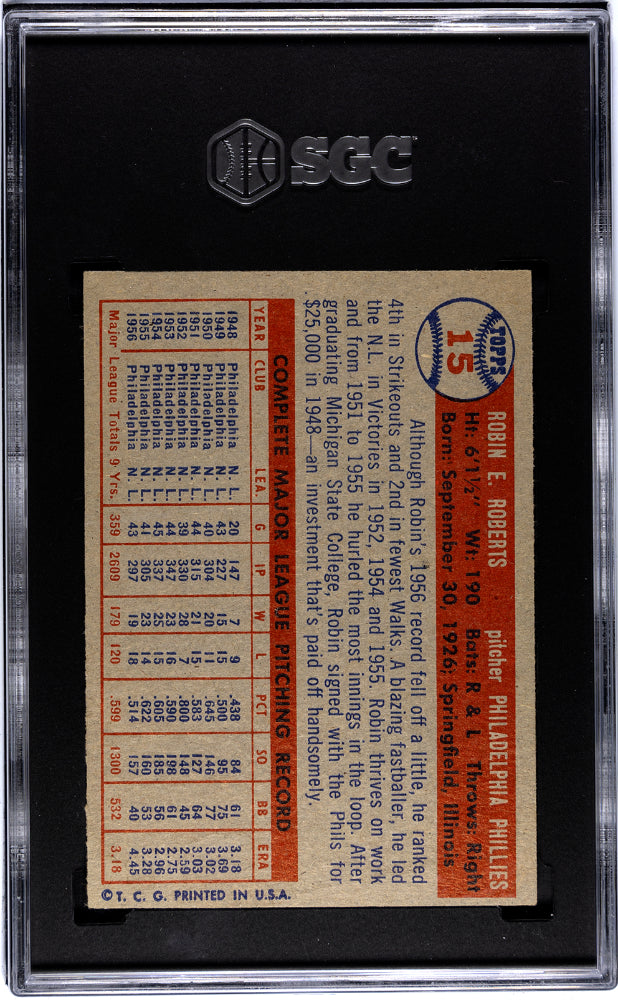 SGC
TOPPS
15
ROBIN E. ROBERTS pitcher PHILADELPHIA PHILLIES
Ht: 6'1½" Wt: 190 Bats: R & L Throws: Right
Born: September 30, 1926; Springfield, Illinois
Although Robin's 1956 record fell off a little, he ranked
4th in Strikeouts and 2nd in fewest Walks. A blazing fastballer, he led
the N.L. in Victories in 1952, 1954 and 1955. Robin thrives on work
and from 1951 to 1955 he hurled the most innings in the loop. After
graduating Michigan State College, Robin signed with the Phils for
$25,000 in 1948—an investment that's paid off handsomely.
COMPLETE MAJOR LEAGUE PITCHING RECORD
YEAR CLUB LEA. G IP W L PCT SO BB ERA
1948 Philadelphia N. L. 20 147 7 9 .438 84 61 3.18
1949 Philadelphia N. L. 43 227 15 15 .500 95 75 3.69
1950 Philadelphia N. L. 40 304 20 11 .645 146 77 3.02
1951 Philadelphia N. L. 44 315 21 15 .583 127 64 3.03
1952 Philadelphia N. L. 39 330 28 7 .800 148 45 2.59
1953 Philadelphia N. L. 44 347 23 16 .590 198 61 2.75
1954 Philadelphia N. L. 45 337 23 15 .605 185 56 2.96
1955 Philadelphia N. L. 41 305 23 14 .622 160 53 3.28
1956 Philadelphia N. L. 43 297 19 18 .514 157 40 4.45
Major League Totals 9 Yrs. 359 2609 179 120 .599 1300 532 3.18
© T. C. G. PRINTED IN U.S.A.